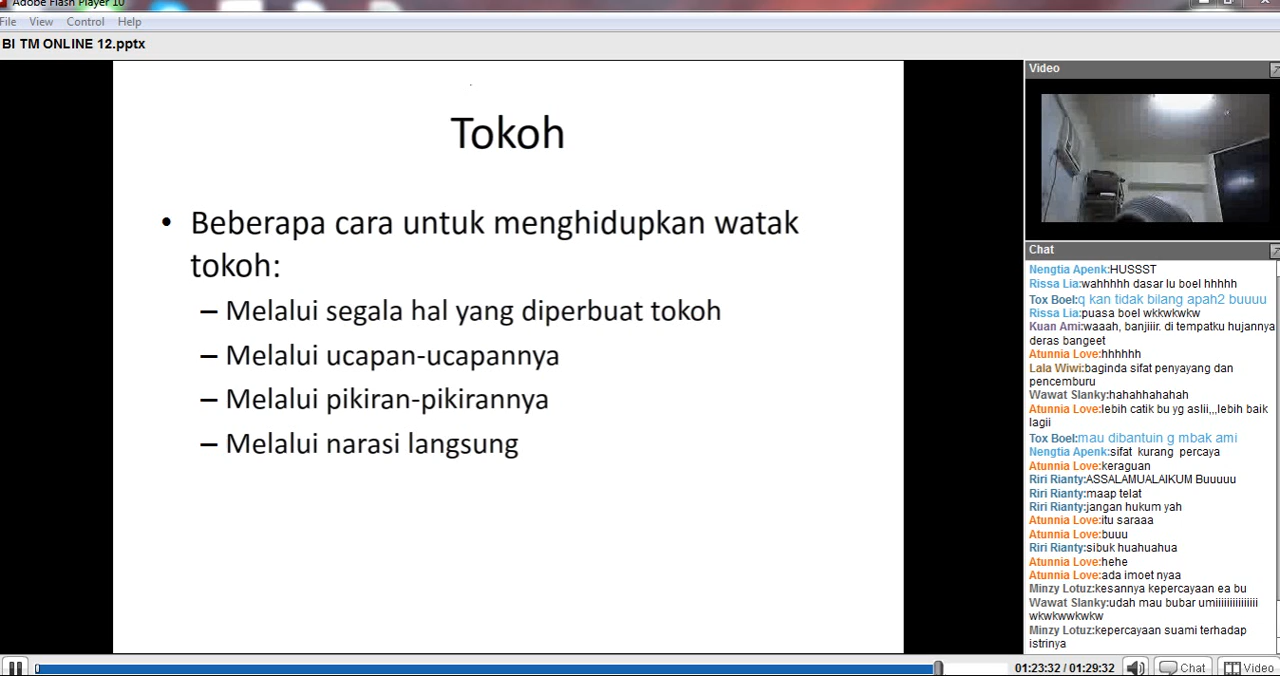 Adobe Flash Player 10
File View Control Help
BI TM ONLINE 12.pptx
Tokoh
• Beberapa cara untuk menghidupkan watak
tokoh:
– Melalui segala hal yang diperbuat tokoh
– Melalui ucapan-ucapannya
– Melalui pikiran-pikirannya
– Melalui narasi langsung
Video
Chat
Nengtia Apenk:HUSSST
Rissa Lia:wahhhhh dasar lu boel hhhhh
Tox Boel:q kan tidak bilang apah2 buuuu
Rissa Lia:puasa boel wkkwkwkw
Kuan Ami:waaah, banjiiir. di tempatku hujannya
deras bangeet
Atunnia Love:hhhhhh
Lala Wiwi:baginda sifat penyayang dan
pencemburu
Wawat Slanky:hahahhahahah
Atunnia Love:lebih catik bu yg aslii,,,lebih baik
lagii
Tox Boel:mau dibantuin g mbak ami
Nengtia Apenk:sifat kurang percaya
Atunnia Love:keraguan
Riri Rianty:ASSALAMUALAIKUM Buuuuu
Riri Rianty:maap telat
Riri Rianty:jangan hukum yah
Atunnia Love:itu saraaa
Atunnia Love:buuu
Riri Rianty:sibuk huahuahua
Atunnia Love:hehe
Atunnia Love:ada imoet nyaa
Minzy Lotuz:kesannya kepercayaan ea bu
Wawat Slanky:udah mau bubar umiiiiiiiiiiiiiii
wkwkwwkwkw
Minzy Lotuz:kepercayaan suami terhadap
istrinya
01:23:32 / 01:29:32 Chat Video